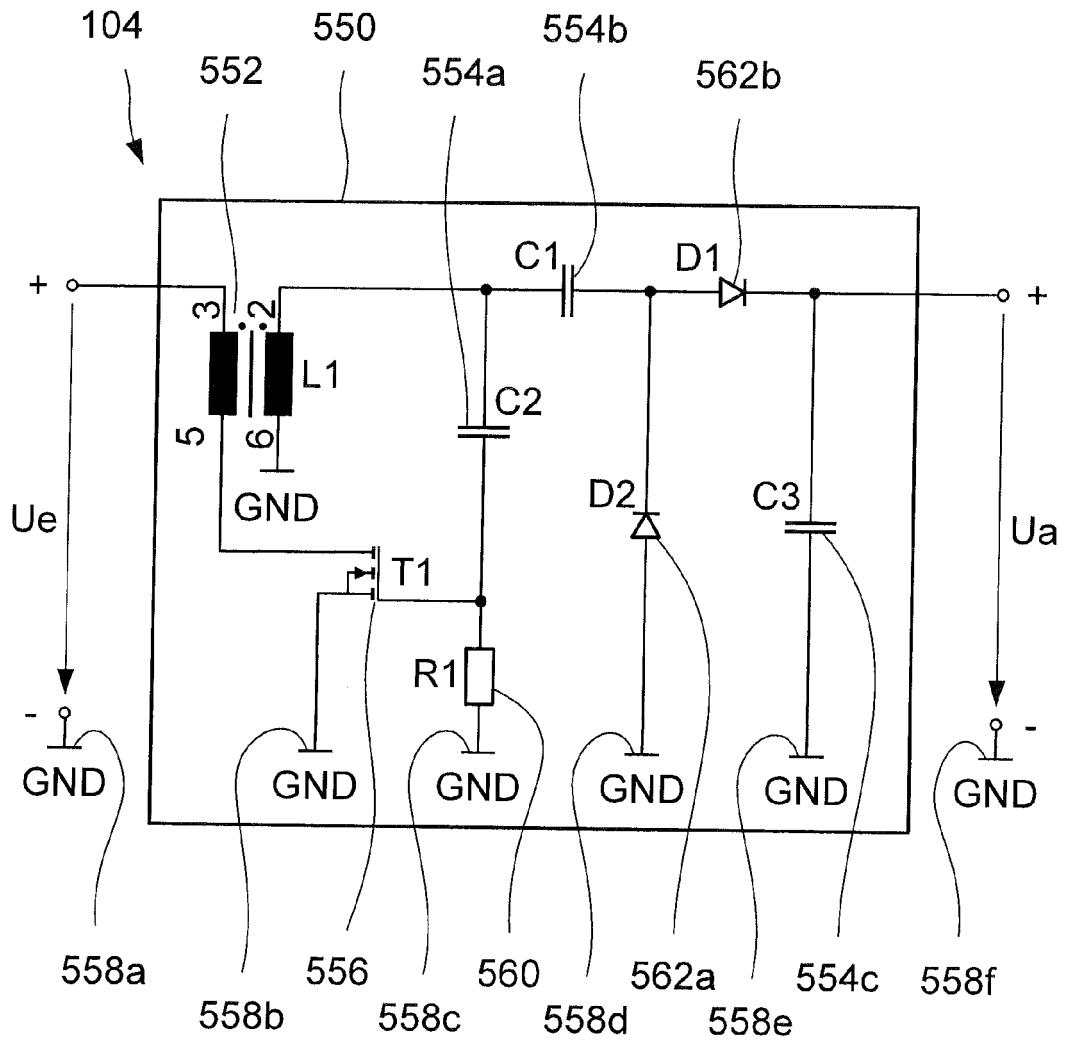 104
550
554b
552
554a
562b
C1
D1
+
+
3
2
L1
C2
5
6
GND
D2
C3
Ue
Ua
T1
R1
-
-
GND
GND
GND
GND
GND
GND
558a
556
560
562a
554c
558f
558b
558c
558d
558e